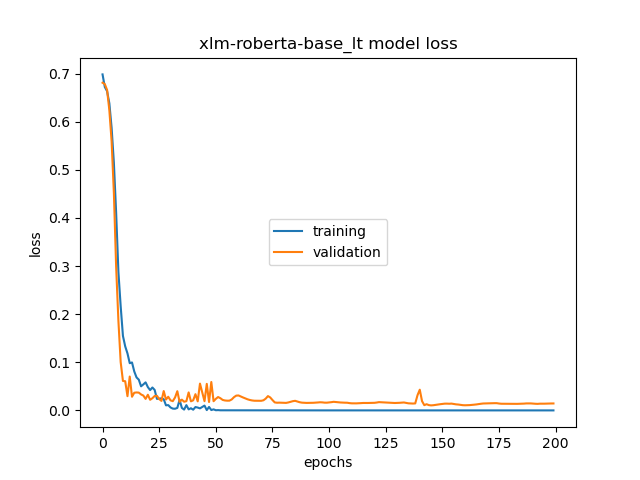 xlm-roberta-base_lt model loss
0.7
0.6
0.5
0.4
0.3
0.2
0.1
0.0
loss
training
validation
0 25 50 75 100 125 150 175 200
epochs